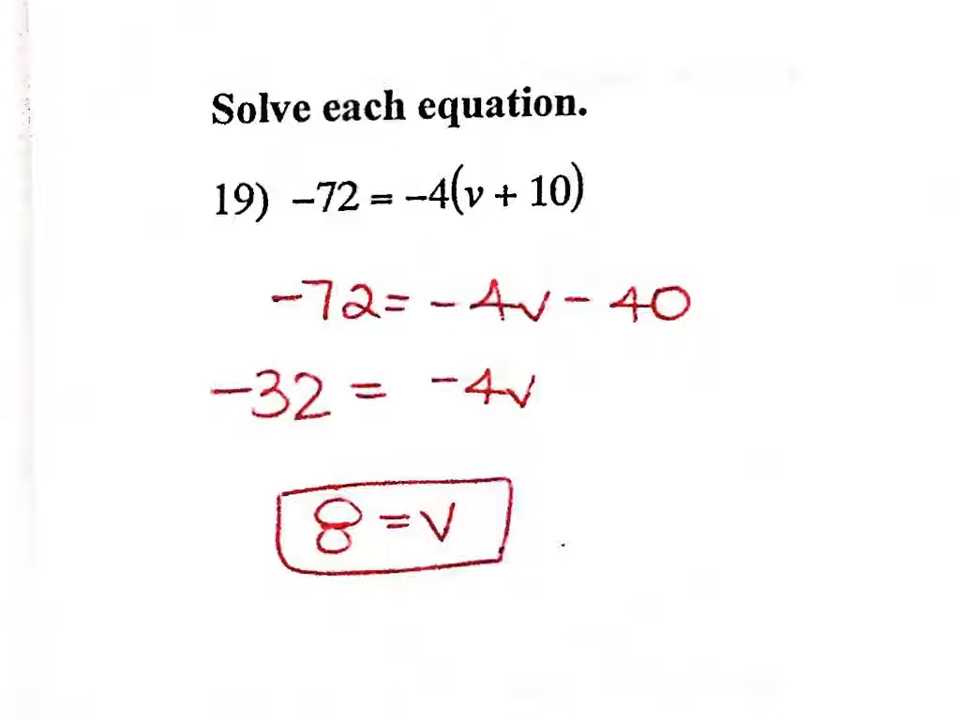 Solve each equation.
19) −72 = −4(v + 10)
-72 = -4v - 40
-32 = -4v
8 = v